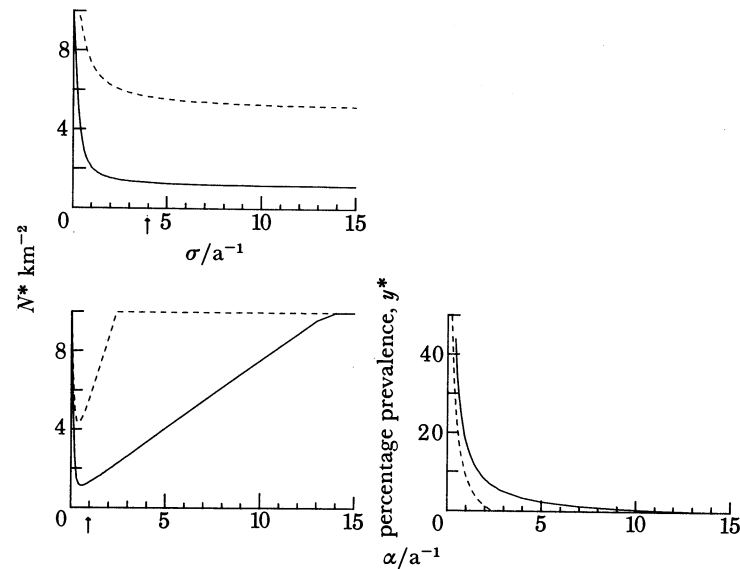 8
4
0 ↑ 5 10 15
σ/a⁻¹
N* km⁻²
8
4
0 ↑ 5 10 15
percentage prevalence, y*
40
20
0 5 10 15
α/a⁻¹